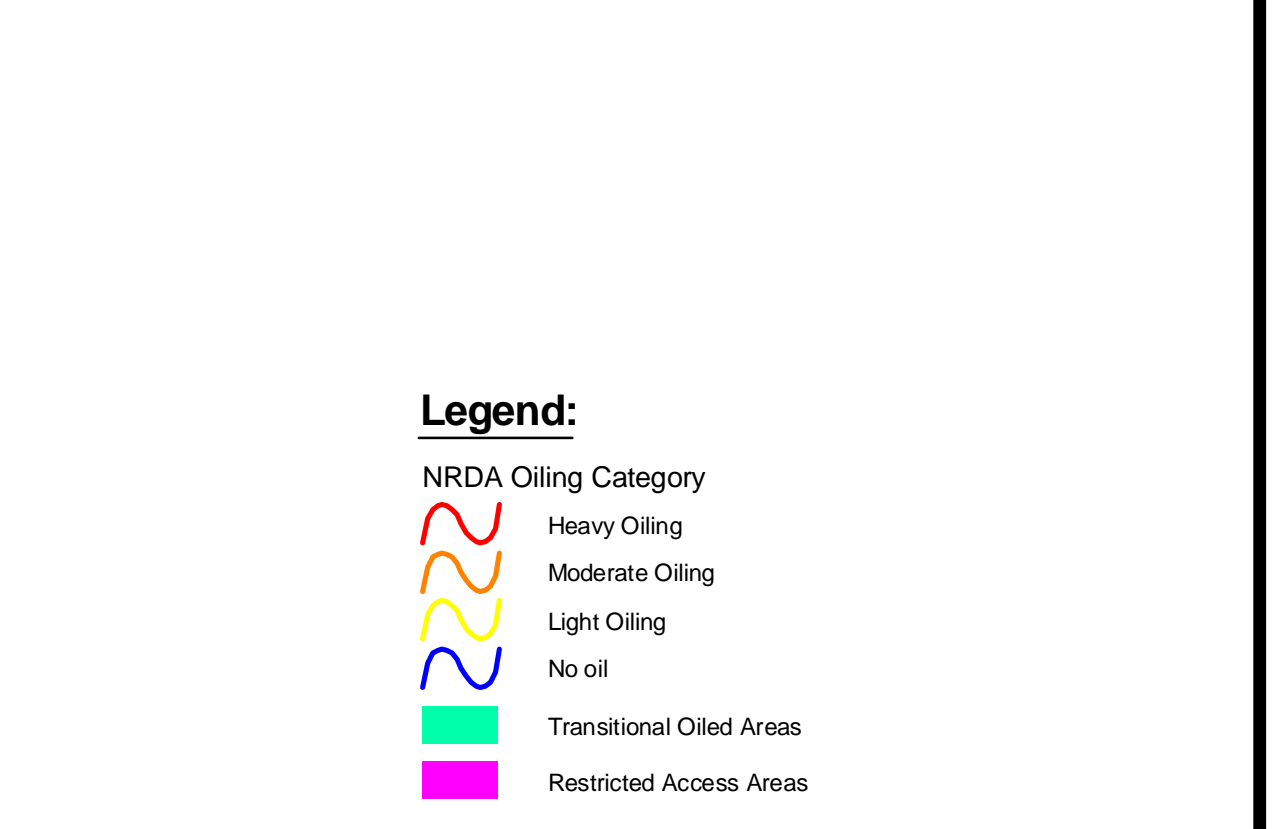 Legend:
NRDA Oiling Category
Heavy Oiling
Moderate Oiling
Light Oiling
No oil
Transitional Oiled Areas
Restricted Access Areas